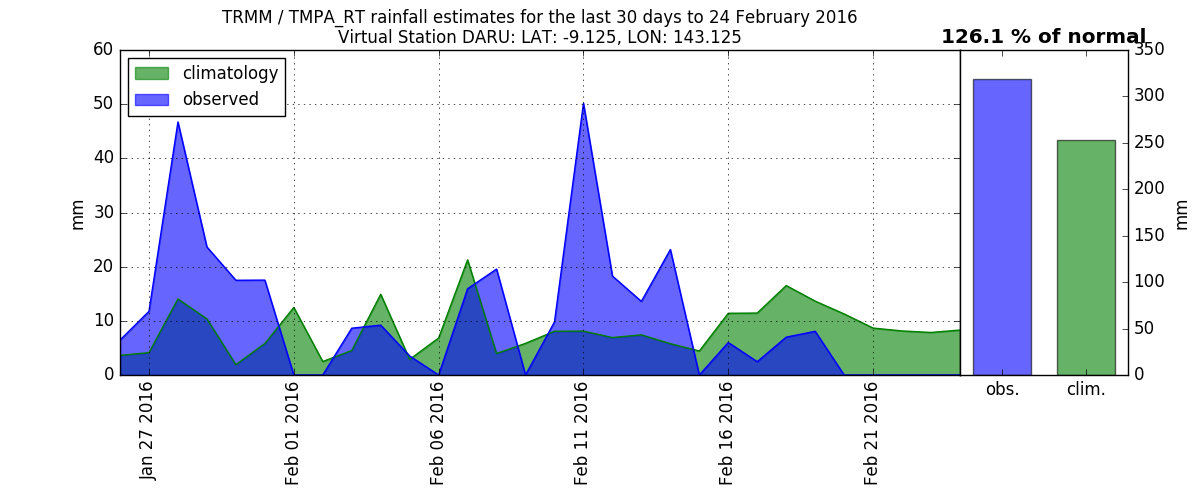 TRMM / TMPA_RT rainfall estimates for the last 30 days to 24 February 2016
Virtual Station DARU: LAT: -9.125, LON: 143.125
126.1 % of normal
climatology
observed
60
50
40
30
20
10
0
mm
Jan 27 2016
Feb 01 2016
Feb 06 2016
Feb 11 2016
Feb 16 2016
Feb 21 2016
350
300
250
200
150
100
50
0
mm
obs.
clim.